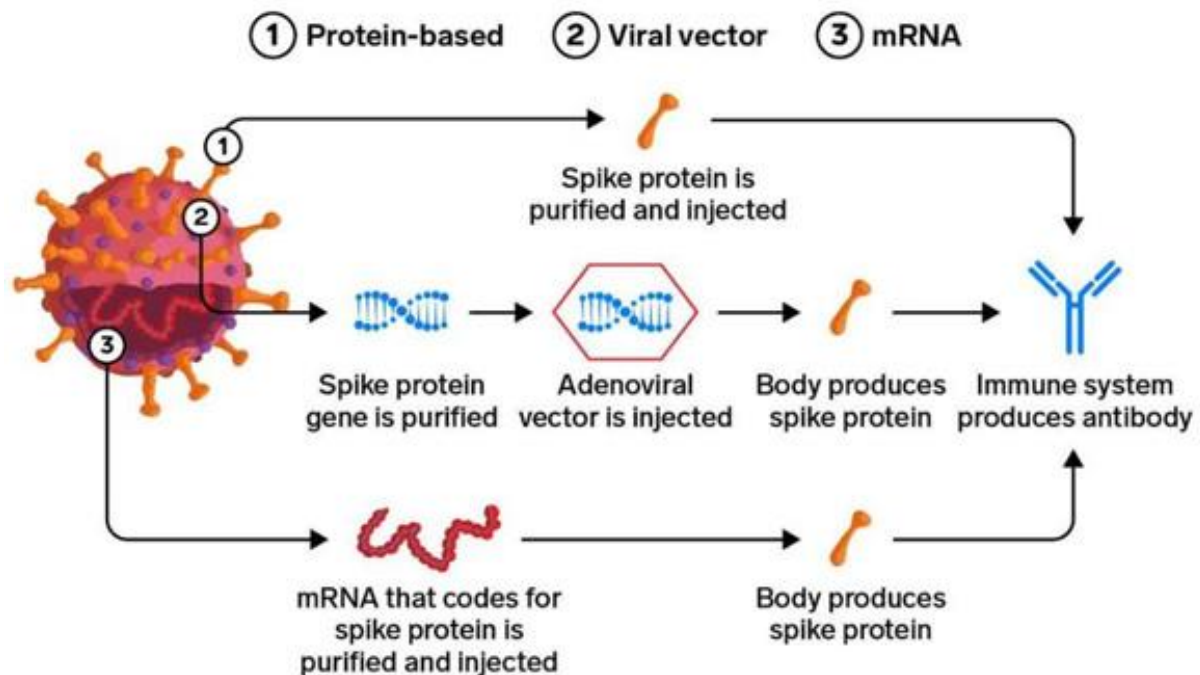 1 Protein-based 2 Viral vector 3 mRNA
1
Spike protein is
purified and injected
2
3
Spike protein
gene is purified
Adenoviral
vector is injected
Body produces
spike protein
Immune system
produces antibody
mRNA that codes for
spike protein is
purified and injected
Body produces
spike protein